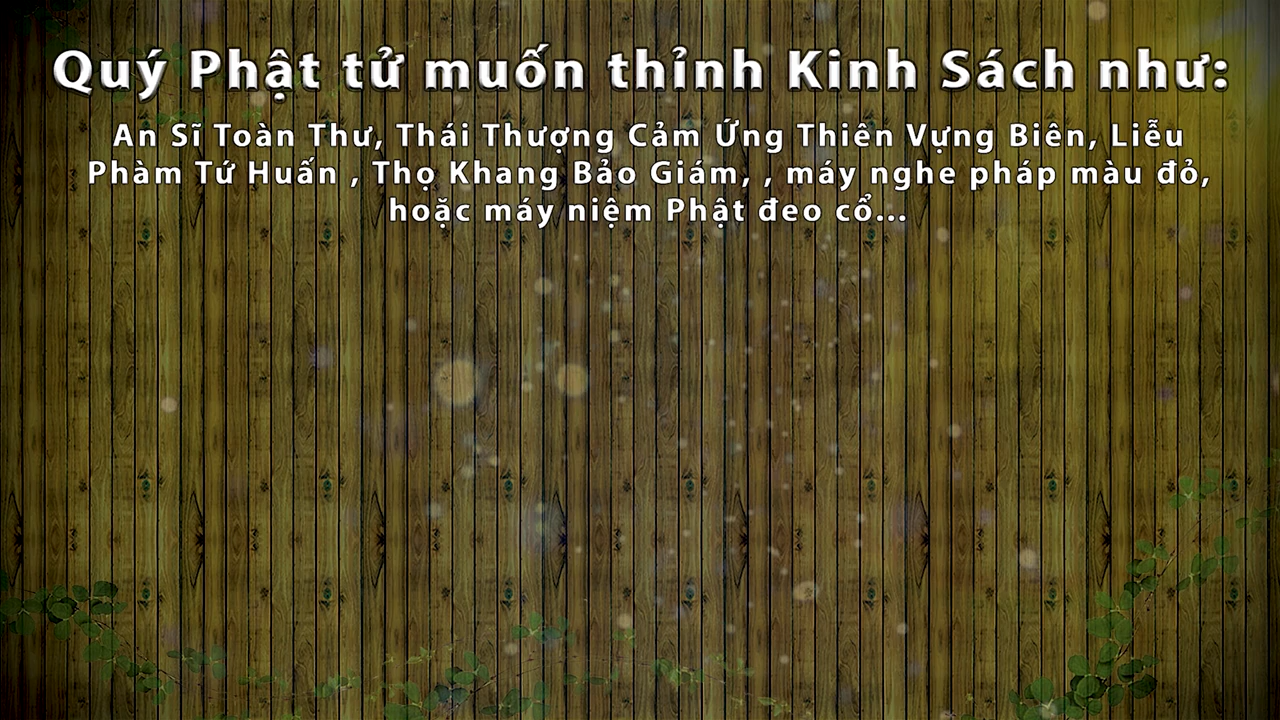 Quý Phật tử muốn thỉnh Kinh Sách như:
An Sĩ Toàn Thư, Thái Thượng Cảm Ứng Thiên Vựng Biên, Liễu
Phàm Tứ Huấn , Thọ Khang Bảo Giám, , máy nghe pháp màu đỏ,
hoặc máy niệm Phật đeo cổ...